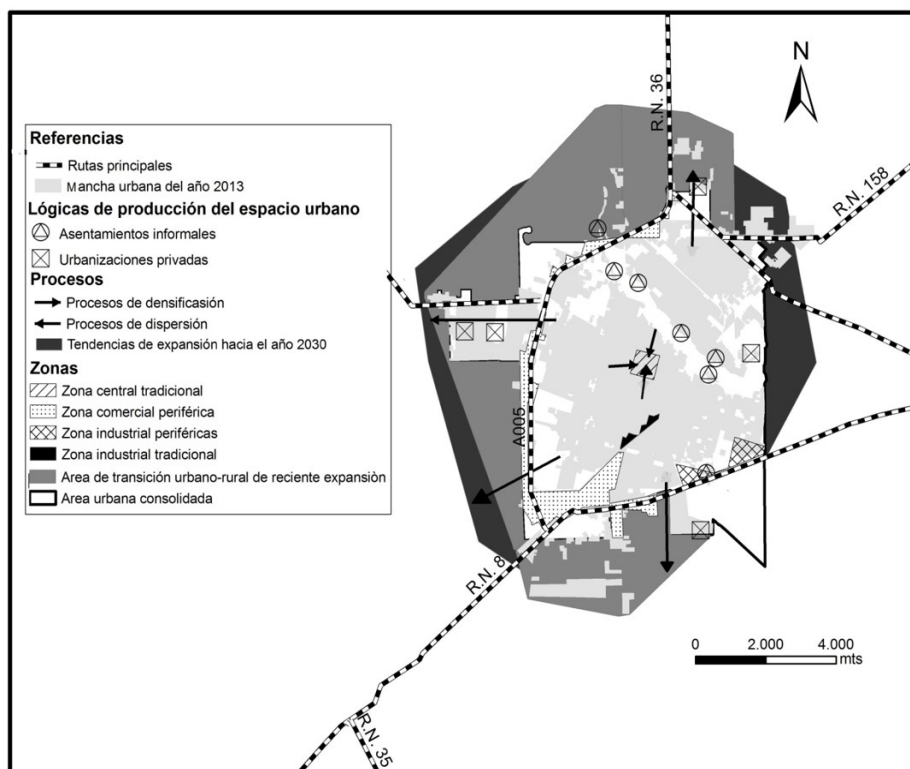 Referencias
Rutas principales
Mancha urbana del año 2013
Lógicas de producción del espacio urbano
Asentamientos informales
Urbanizaciones privadas
Procesos
Procesos de densificasión
Procesos de dispersión
Tendencias de expansión hacia el año 2030
Zonas
Zona central tradicional
Zona comercial periférica
Zona industrial periféricas
Zona industrial tradicional
Area de transición urbano-rural de reciente expansiòn
Area urbana consolidada
N
R.N. 36
R.N. 158
A005
R.N. 8
R.N. 35
0 2.000 4.000
mts